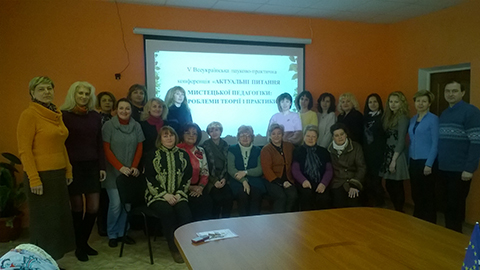 V Всеукраїнська науково-практична
конференція «АКТУАЛЬНІ ПИТАННЯ
МИСТЕЦЬКОЇ ПЕДАГОГІКИ:
ПРОБЛЕМИ ТЕОРІЇ І ПРАКТИКИ